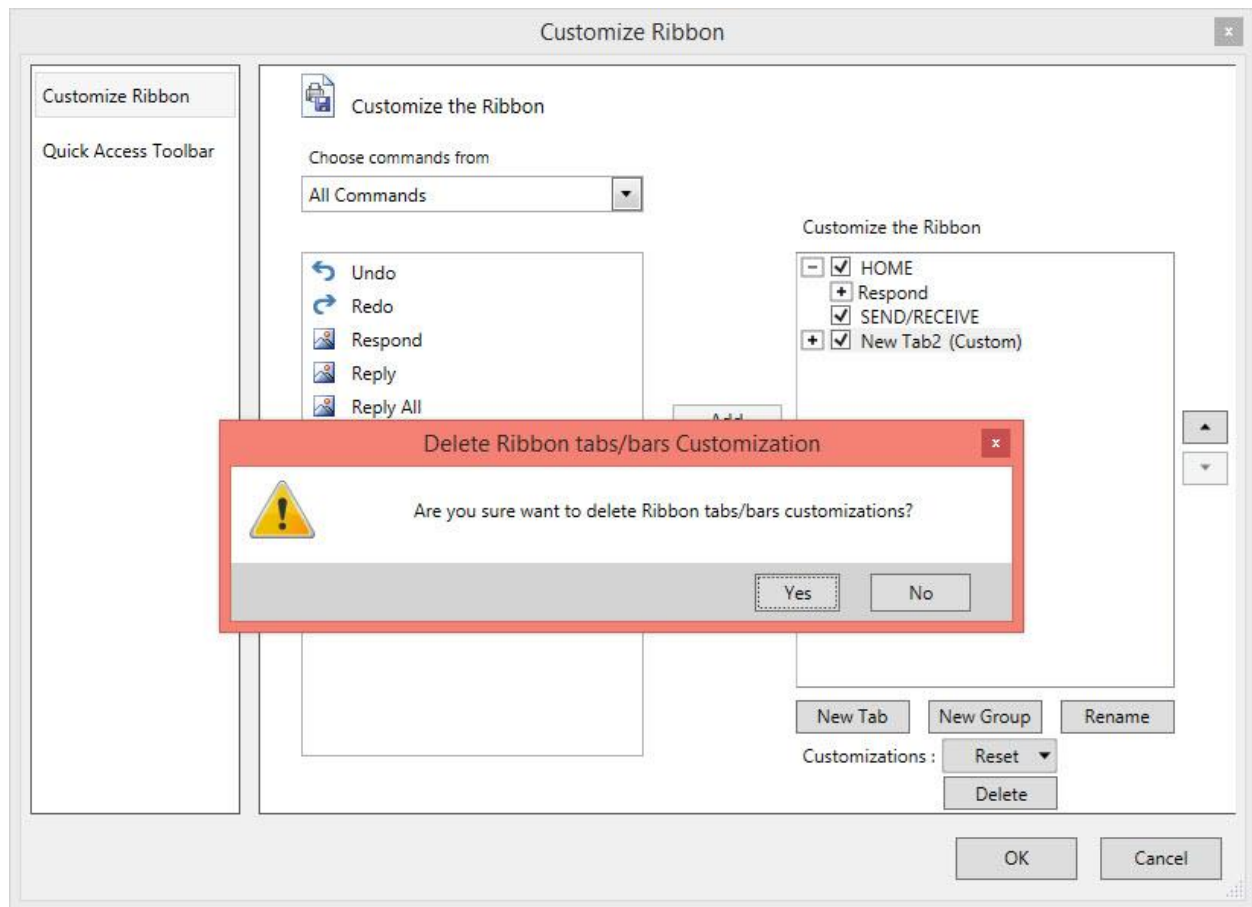 Customize Ribbon
x
Customize Ribbon
Quick Access Toolbar
Customize the Ribbon
Choose commands from
All Commands
Undo
Redo
Respond
Reply
Reply All
Add
Customize the Ribbon
HOME
Respond
SEND/RECEIVE
New Tab2 (Custom)
Delete Ribbon tabs/bars Customization
x
Are you sure want to delete Ribbon tabs/bars customizations?
Yes No
New Tab New Group Rename
Customizations : Reset
Delete
OK Cancel